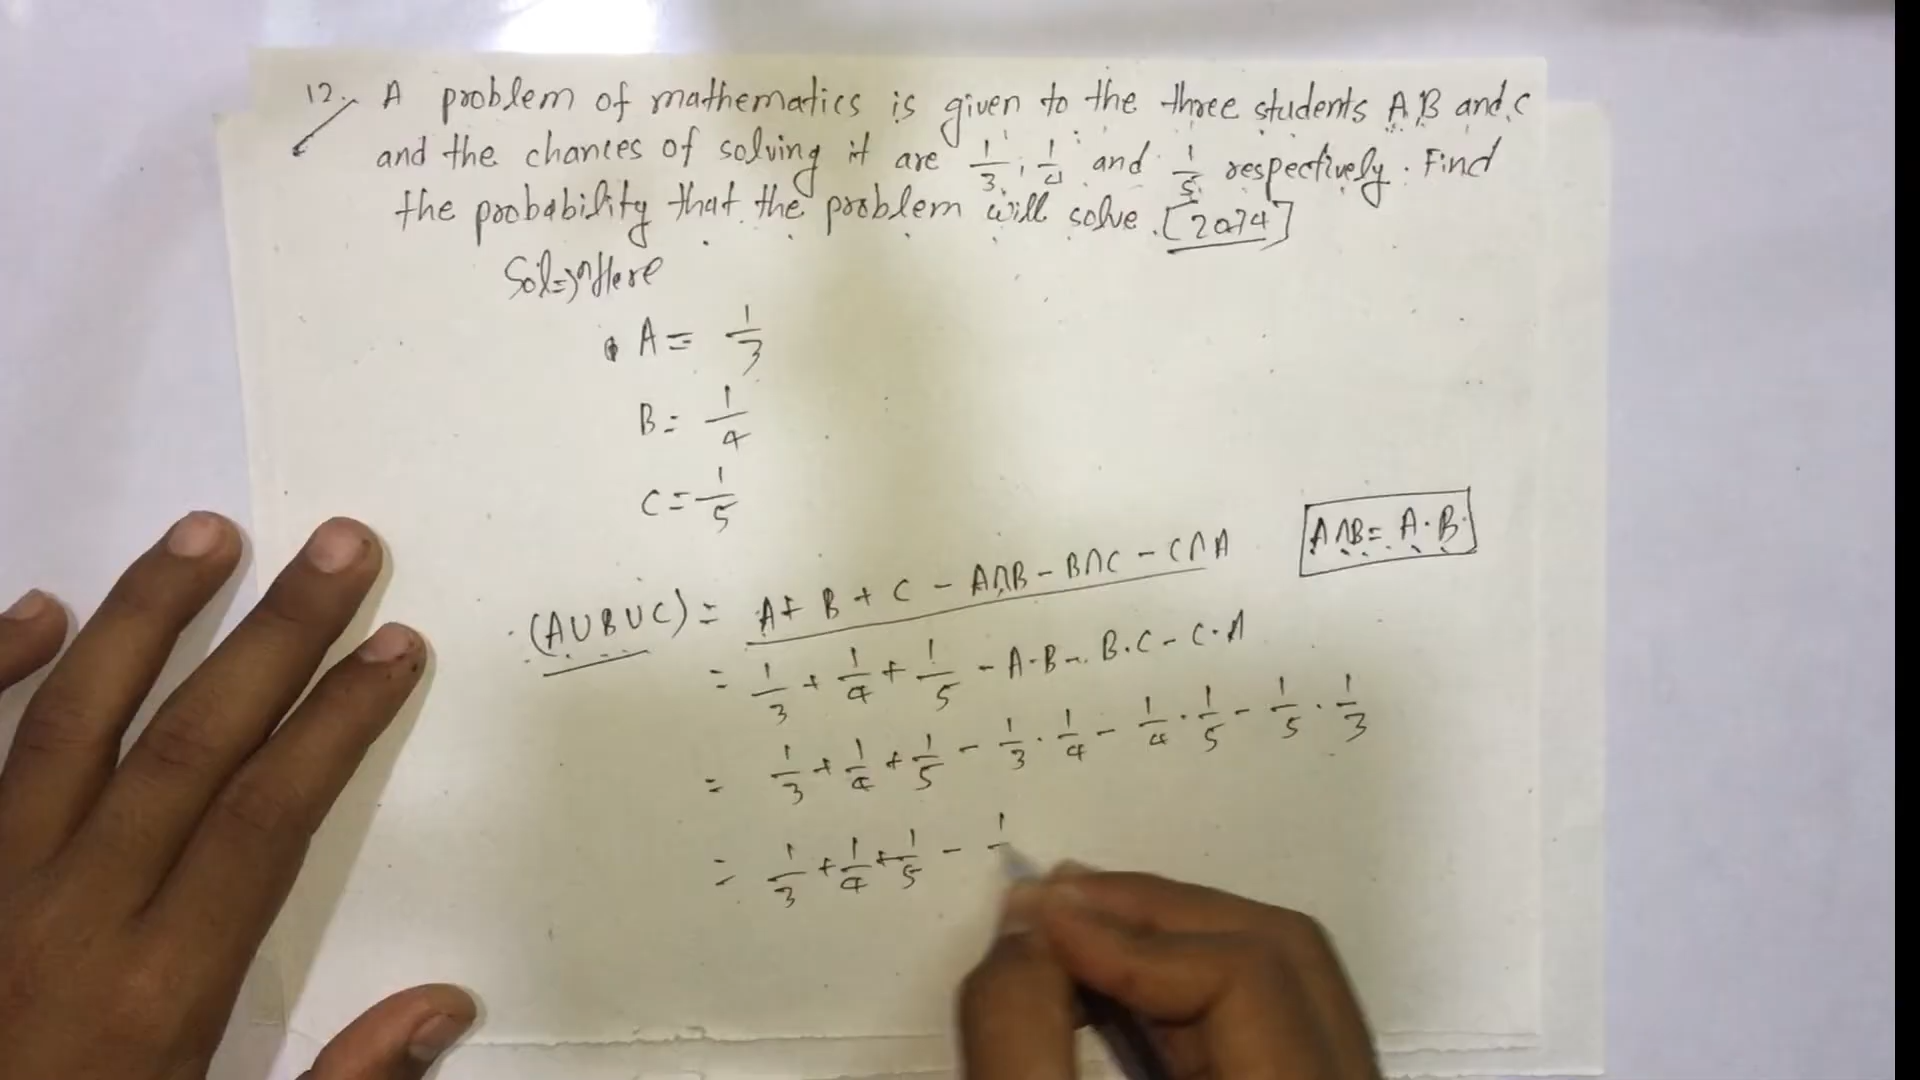 12. A problem of mathematics is given to the three students A, B and C
and the chances of solving it are 1/3, 1/4 and 1/5 respectively. Find
the probability that the problem will solve. [2074]
Sol=>ⁿ Here
A = 1/3
B = 1/4
C = 1/5
A∩B = A·B
(A∪B∪C) = A + B + C - A∩B - B∩C - C∩A
= 1/3 + 1/4 + 1/5 - A·B - B·C - C·A
= 1/3 + 1/4 + 1/5 - 1/3 · 1/4 - 1/4 · 1/5 - 1/5 · 1/3
= 1/3 + 1/4 + 1/5 - 1